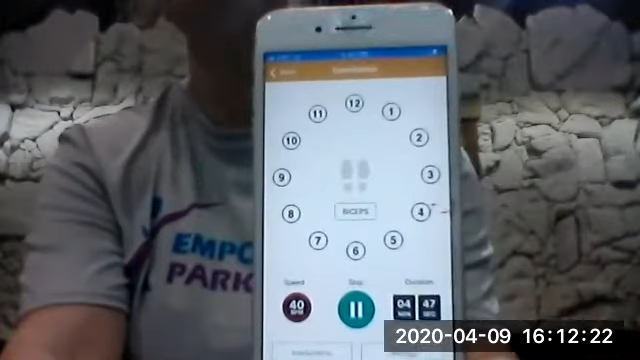 12
11
1
10
2
9
3
8
BICEPS
4
7
5
6
Speed
Stop
Duration
40
BPM
04
47
MIN
SEC
EMPO
PARK
2020-04-09 16:12:22